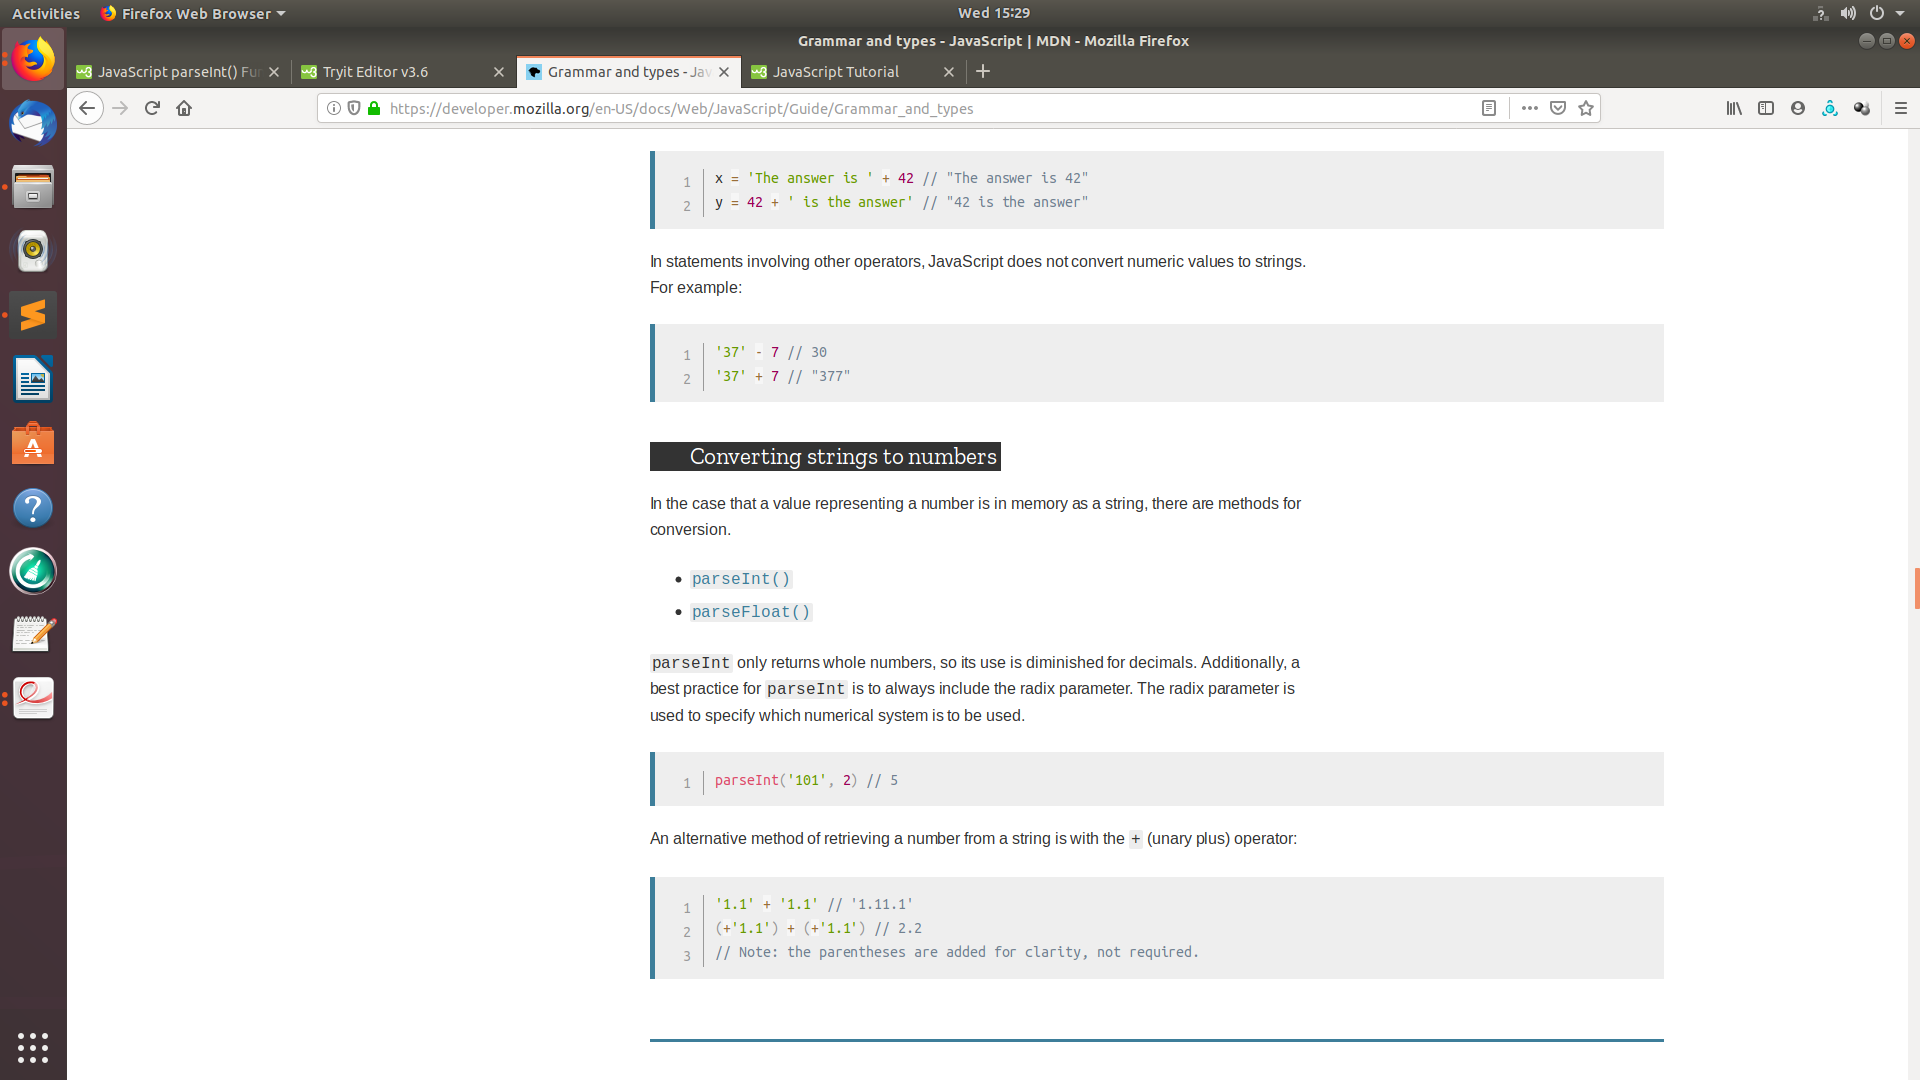 Activities
Firefox Web Browser
Wed 15:29
Grammar and types - JavaScript | MDN - Mozilla Firefox
JavaScript parseInt() Fun
Tryit Editor v3.6
Grammar and types - Jav
JavaScript Tutorial
https://developer.mozilla.org/en-US/docs/Web/JavaScript/Guide/Grammar_and_types
1 x = 'The answer is ' + 42 // "The answer is 42"
2 y = 42 + ' is the answer' // "42 is the answer"
In statements involving other operators, JavaScript does not convert numeric values to strings.
For example:
1 '37' - 7 // 30
2 '37' + 7 // "377"
Converting strings to numbers
In the case that a value representing a number is in memory as a string, there are methods for
conversion.
• parseInt()
• parseFloat()
parseInt only returns whole numbers, so its use is diminished for decimals. Additionally, a
best practice for parseInt is to always include the radix parameter. The radix parameter is
used to specify which numerical system is to be used.
1 parseInt('101', 2) // 5
An alternative method of retrieving a number from a string is with the + (unary plus) operator:
1 '1.1' + '1.1' // '1.11.1'
2 (+'1.1') + (+'1.1') // 2.2
3 // Note: the parentheses are added for clarity, not required.